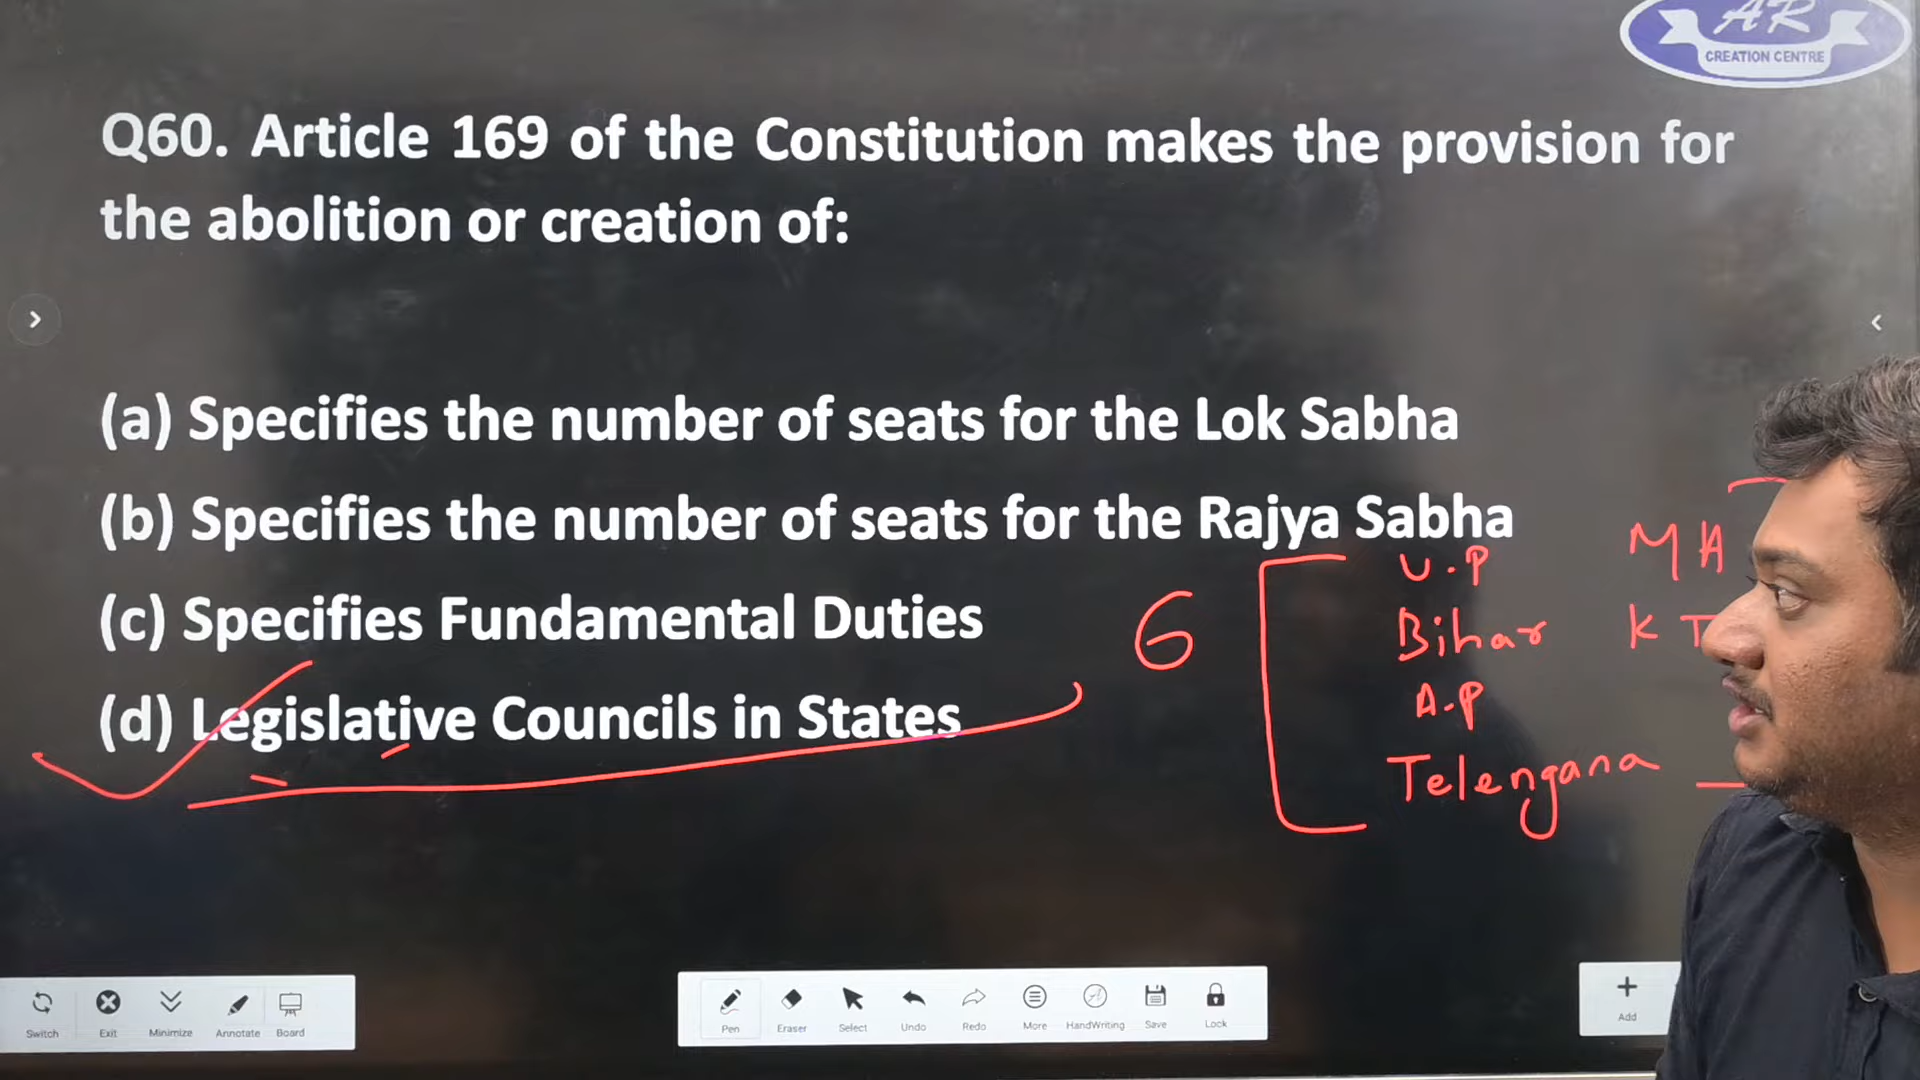 AR
CREATION CENTRE
Q60. Article 169 of the Constitution makes the provision for
the abolition or creation of:
(a) Specifies the number of seats for the Lok Sabha
(b) Specifies the number of seats for the Rajya Sabha
(c) Specifies Fundamental Duties
(d) Legislative Councils in States
6
U.P
Bihar
A.P
Telengana
MA
KT
Switch
Exit
Minimize
Annotate
Board
Pen
Eraser
Select
Undo
Redo
More
HandWriting
Save
Lock
Add